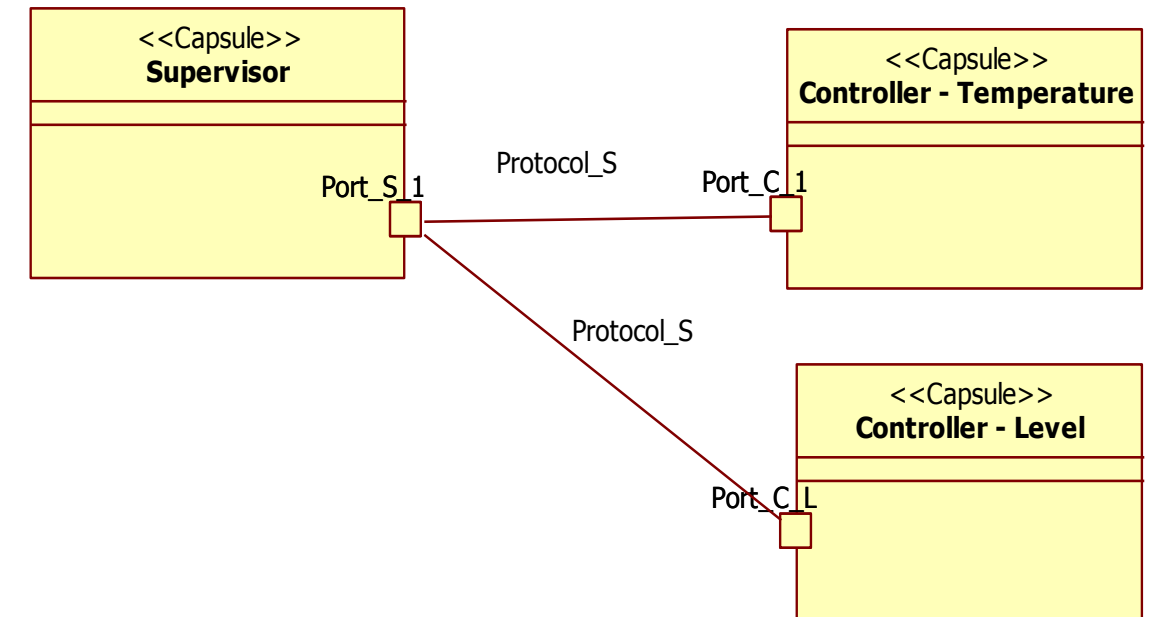 <<Capsule>>
Supervisor
<<Capsule>>
Controller - Temperature
Protocol_S
Port_S_1
Port_C_1
Protocol_S
<<Capsule>>
Controller - Level
Port_C_L